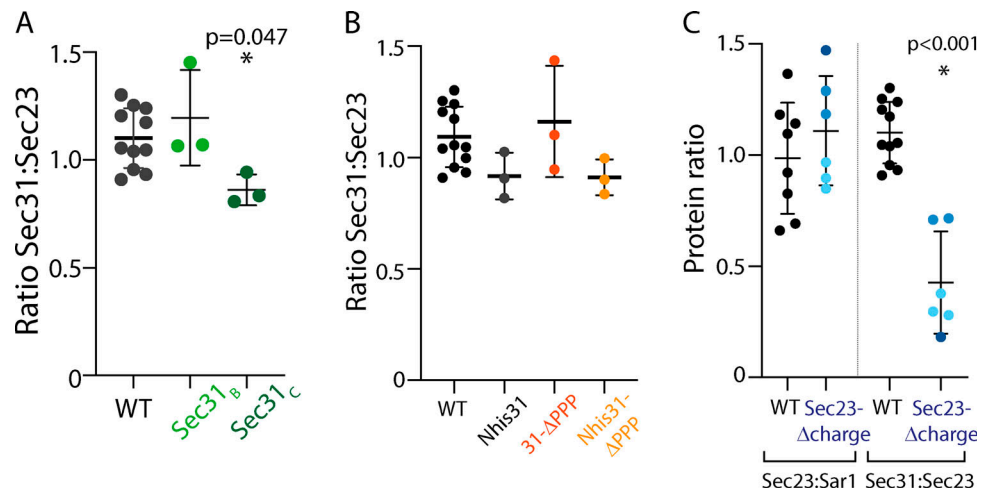 A
Ratio Sec31:Sec23
1.5
1.0
0.5
0
p=0.047
*
WT
Sec31B
Sec31C
B
Ratio Sec31:Sec23
1.5
1.0
0.5
0
WT
Nhis31
31-ΔPPP
Nhis31-
ΔPPP
C
Protein ratio
1.5
1.0
0.5
0
p<0.001
*
WT
Sec23-
Δcharge
WT
Sec23-
Δcharge
Sec23:Sar1
Sec31:Sec23